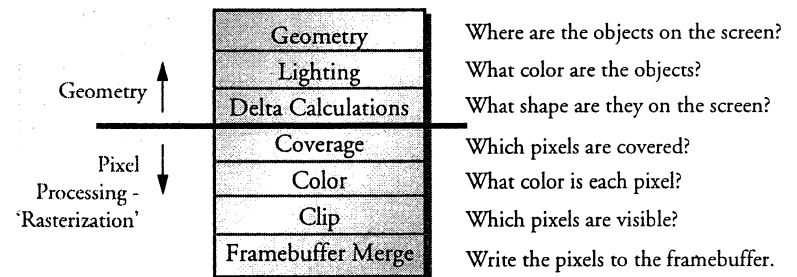 Geometry
Where are the objects on the screen?
Lighting
What color are the objects?
Geometry
Delta Calculations
What shape are they on the screen?
Coverage
Which pixels are covered?
Pixel
Processing -
'Rasterization'
Color
What color is each pixel?
Clip
Which pixels are visible?
Framebuffer Merge
Write the pixels to the framebuffer.